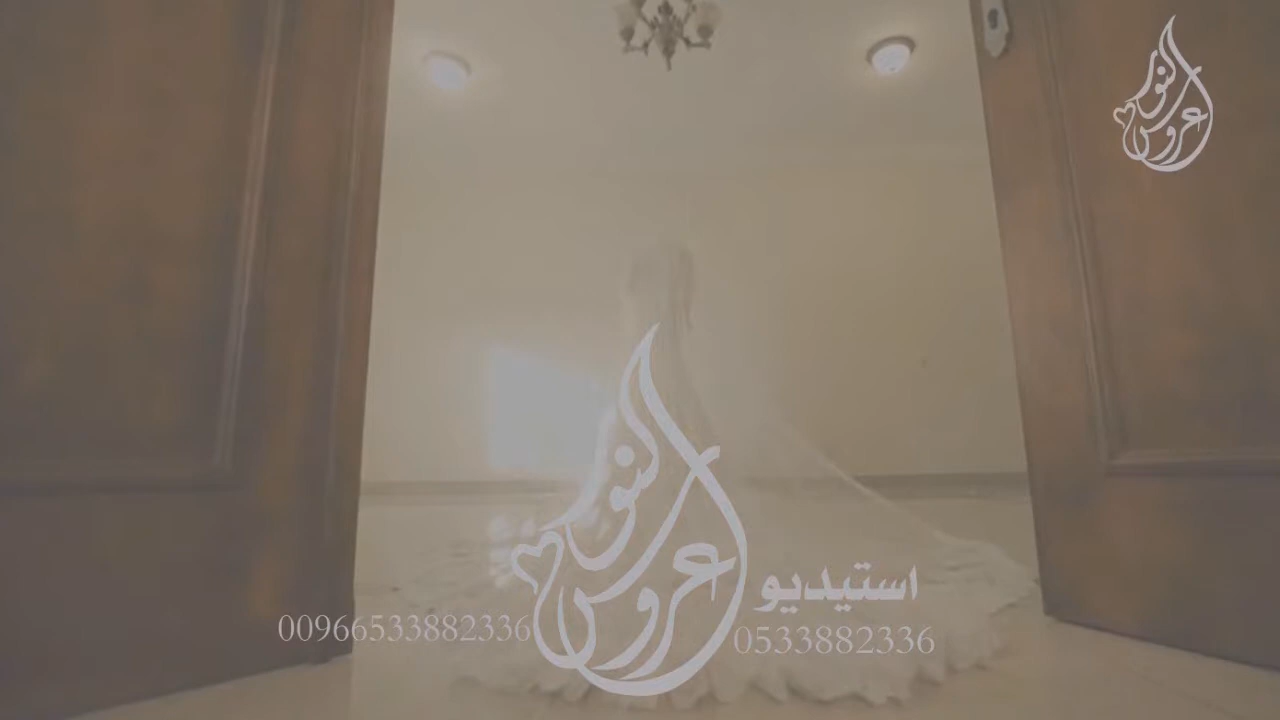 عروس النور
عروس النور
استيديو
00966533882336
0533882336